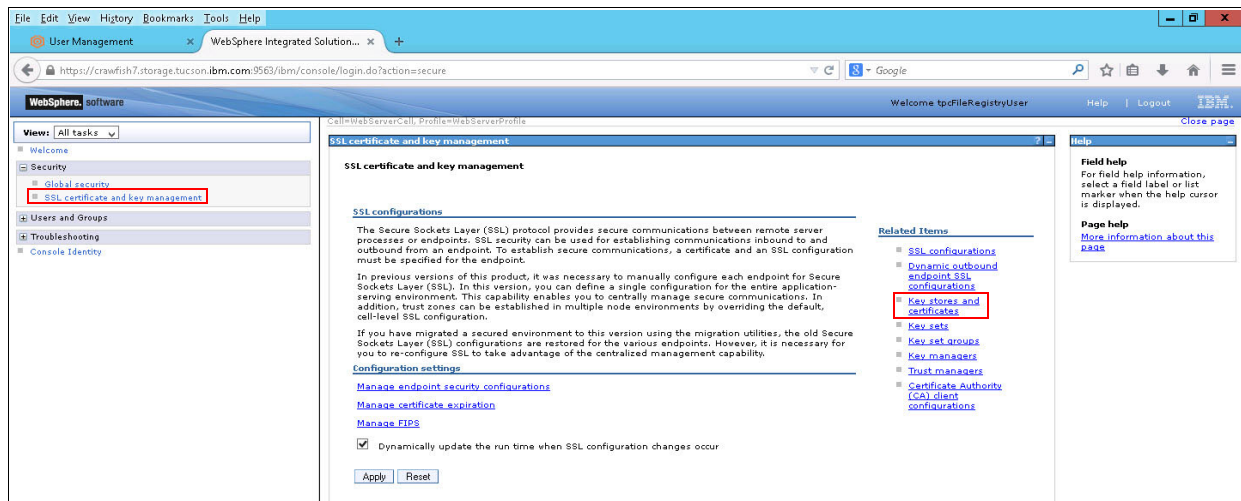 File Edit View History Bookmarks Tools Help
User Management × WebSphere Integrated Solution... × +
https://crawfish7.storage.tucson.ibm.com:9563/ibm/console/login.do?action=secure
Google
WebSphere. software
Welcome tpcFileRegistryUser
Help | Logout
IBM.
View: All tasks
Welcome
Security
Global security
SSL certificate and key management
Users and Groups
Troubleshooting
Console Identity
Cell=WebServerCell, Profile=WebServerProfile
Close page
SSL certificate and key management ? –
SSL certificate and key management
SSL configurations
The Secure Sockets Layer (SSL) protocol provides secure communications between remote server
processes or endpoints. SSL security can be used for establishing communications inbound to and
outbound from an endpoint. To establish secure communications, a certificate and an SSL configuration
must be specified for the endpoint.
In previous versions of this product, it was necessary to manually configure each endpoint for Secure
Sockets Layer (SSL). In this version, you can define a single configuration for the entire application-
serving environment. This capability enables you to centrally manage secure communications. In
addition, trust zones can be established in multiple node environments by overriding the default,
cell-level SSL configuration.
If you have migrated a secured environment to this version using the migration utilities, the old Secure
Sockets Layer (SSL) configurations are restored for the various endpoints. However, it is necessary for
you to re-configure SSL to take advantage of the centralized management capability.
Configuration settings
Manage endpoint security configurations
Manage certificate expiration
Manage FIPS
Dynamically update the run time when SSL configuration changes occur
Apply Reset
Related Items
SSL configurations
Dynamic outbound
endpoint SSL
configurations
Key stores and
certificates
Key sets
Key set groups
Key managers
Trust managers
Certificate Authority
(CA) client
configurations
Help –
Field help
For field help information,
select a field label or list
marker when the help cursor
is displayed.
Page help
More information about this
page